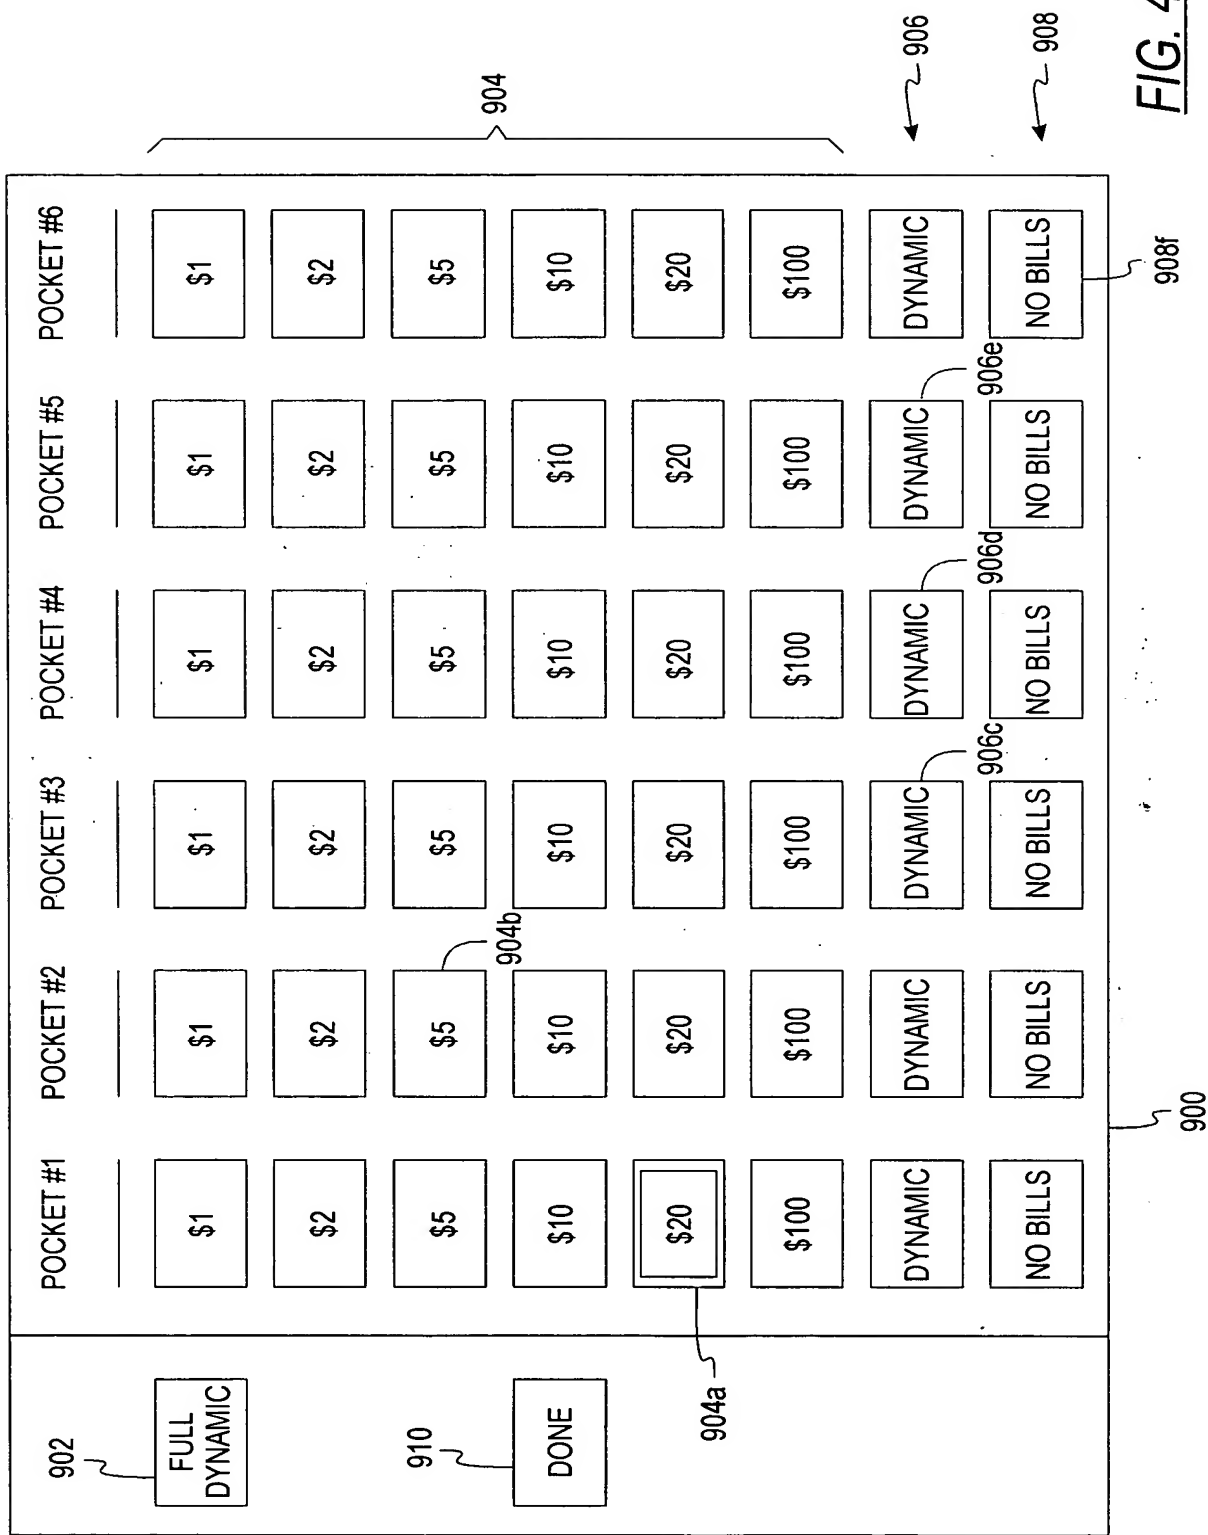 POCKET #1 POCKET #2 POCKET #3 POCKET #4 POCKET #5 POCKET #6
902
FULL
DYNAMIC
$1 $1 $1 $1 $1 $1
$2 $2 $2 $2 $2 $2
904
$5 $5 $5 $5 $5 $5
904b
910
DONE
$10 $10 $10 $10 $10 $10
$20 $20 $20 $20 $20 $20
904a
$100 $100 $100 $100 $100 $100
DYNAMIC DYNAMIC DYNAMIC DYNAMIC DYNAMIC DYNAMIC
906
906c 906d 906e
NO BILLS NO BILLS NO BILLS NO BILLS NO BILLS NO BILLS
908
908f
900
FIG.